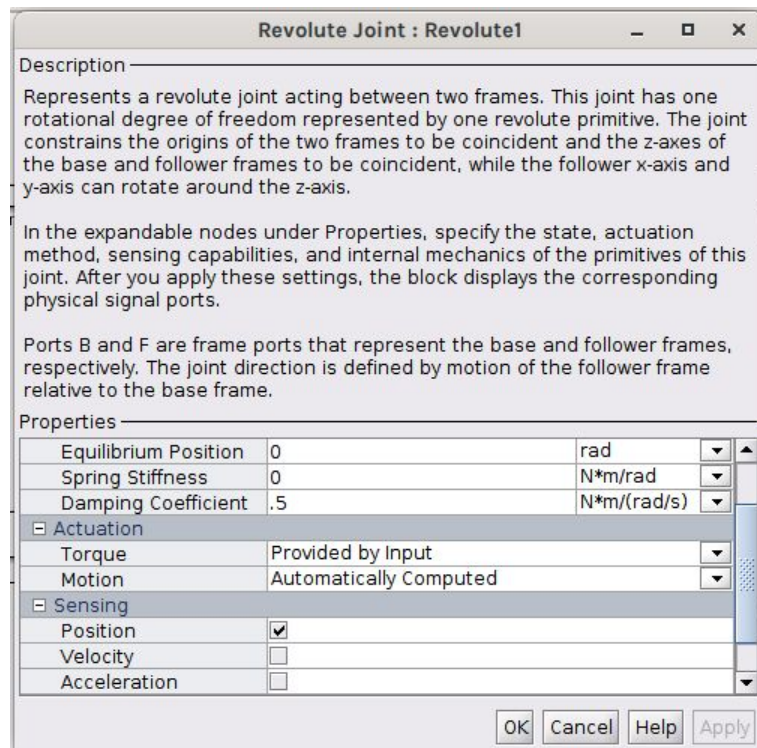 Revolute Joint : Revolute1
Description
Represents a revolute joint acting between two frames. This joint has one
rotational degree of freedom represented by one revolute primitive. The joint
constrains the origins of the two frames to be coincident and the z-axes of
the base and follower frames to be coincident, while the follower x-axis and
y-axis can rotate around the z-axis.
In the expandable nodes under Properties, specify the state, actuation
method, sensing capabilities, and internal mechanics of the primitives of this
joint. After you apply these settings, the block displays the corresponding
physical signal ports.
Ports B and F are frame ports that represent the base and follower frames,
respectively. The joint direction is defined by motion of the follower frame
relative to the base frame.
Properties
Equilibrium Position 0 rad
Spring Stiffness 0 N*m/rad
Damping Coefficient .5 N*m/(rad/s)
Actuation
Torque Provided by Input
Motion Automatically Computed
Sensing
Position
Velocity
Acceleration
OK Cancel Help Apply